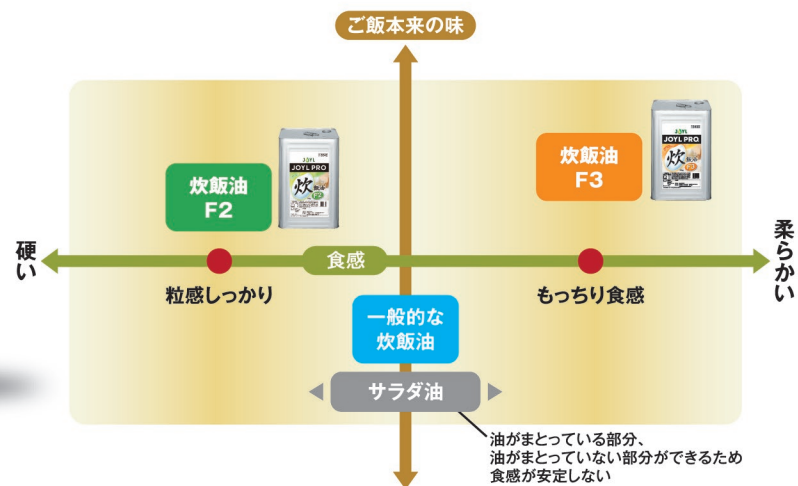 ご飯本来の味
JOYL
JOYL PRO
炊飯油
F2
炊
JOYL
JOYL PRO
炊飯油
F3
炊
硬い
食感
柔らかい
粒感しっかり
もっちり食感
一般的な
炊飯油
サラダ油
油がまとっている部分、
油がまとっていない部分ができるため
食感が安定しない